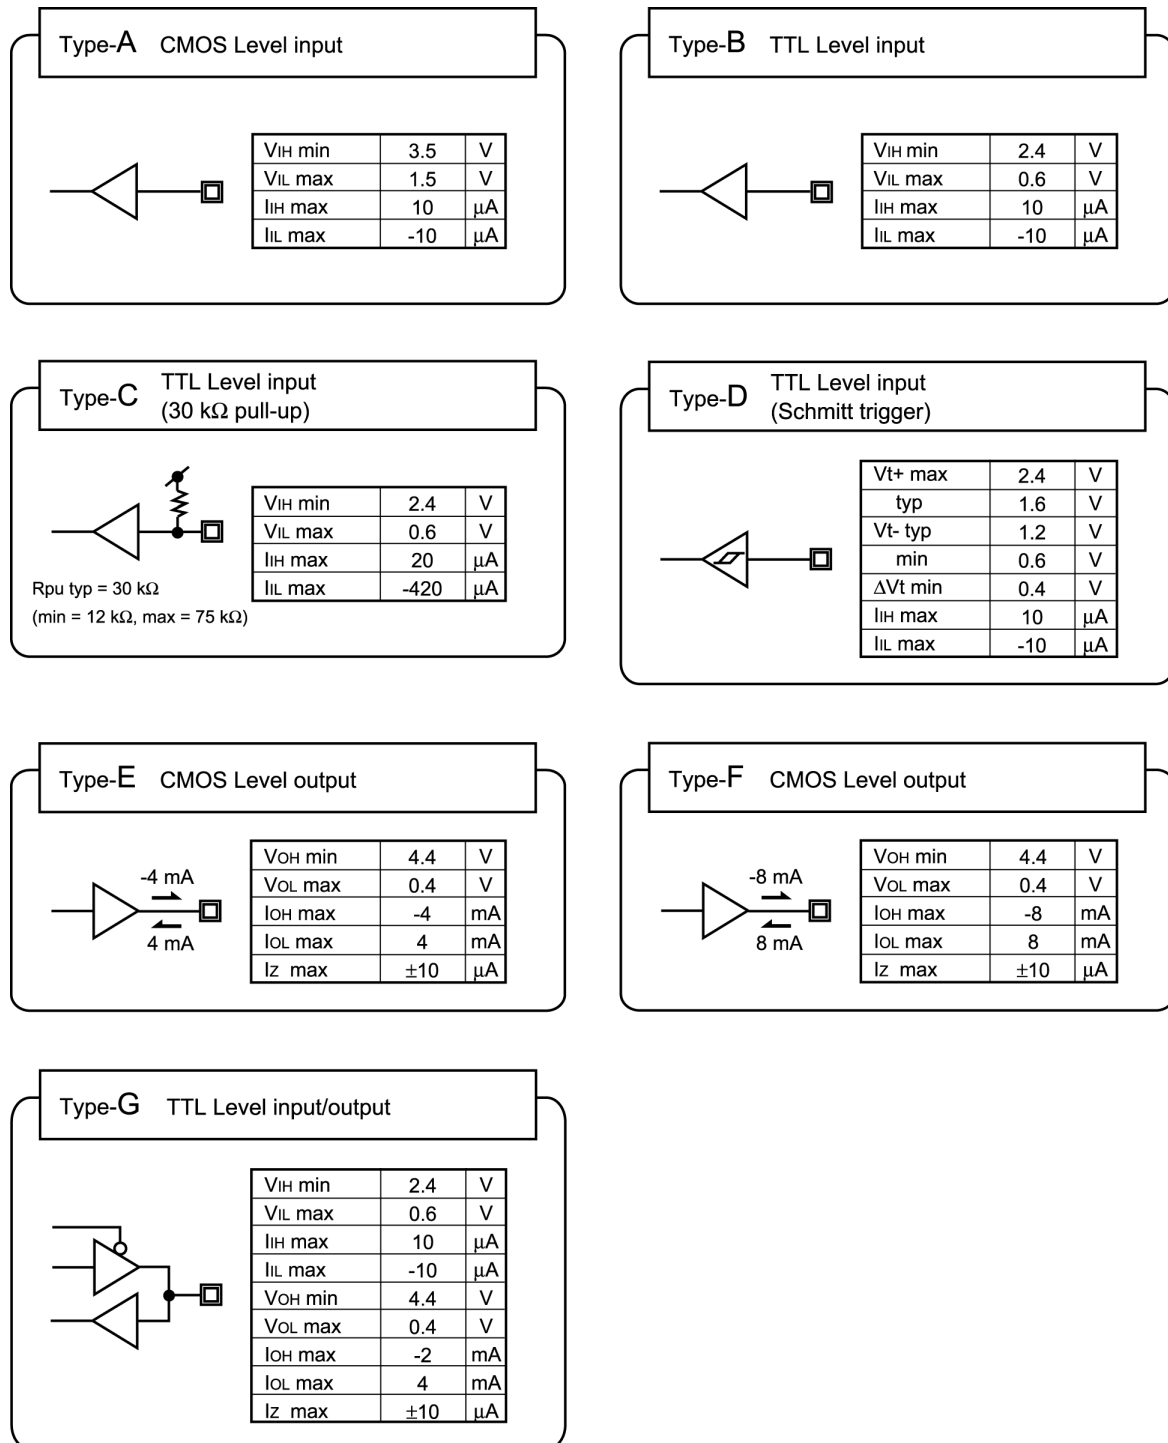 Type-A CMOS Level input
VIH min 3.5 V
VIL max 1.5 V
IIH max 10 µA
IIL max -10 µA
Type-B TTL Level input
VIH min 2.4 V
VIL max 0.6 V
IIH max 10 µA
IIL max -10 µA
Type-C TTL Level input
(30 kΩ pull-up)
VIH min 2.4 V
VIL max 0.6 V
IIH max 20 µA
IIL max -420 µA
Rpu typ = 30 kΩ
(min = 12 kΩ, max = 75 kΩ)
Type-D TTL Level input
(Schmitt trigger)
Vt+ max 2.4 V
typ 1.6 V
Vt- typ 1.2 V
min 0.6 V
ΔVt min 0.4 V
IIH max 10 µA
IIL max -10 µA
Type-E CMOS Level output
-4 mA
4 mA
VOH min 4.4 V
VOL max 0.4 V
IOH max -4 mA
IOL max 4 mA
Iz max ±10 µA
Type-F CMOS Level output
-8 mA
8 mA
VOH min 4.4 V
VOL max 0.4 V
IOH max -8 mA
IOL max 8 mA
Iz max ±10 µA
Type-G TTL Level input/output
VIH min 2.4 V
VIL max 0.6 V
IIH max 10 µA
IIL max -10 µA
VOH min 4.4 V
VOL max 0.4 V
IOH max -2 mA
IOL max 4 mA
Iz max ±10 µA